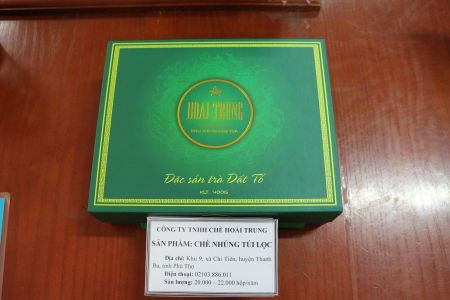 HOAI TRUNG
Đặc sản trà Đất Tổ
KLT 400G
CÔNG TY TNHH CHÈ HOÀI TRUNG
SẢN PHẨM: CHÈ NHÚNG TÚI LỌC
Địa chỉ: Khu 9, xã Chí Tiên, huyện Thanh
Ba, tỉnh Phú Thọ
Điện thoại: 02103.886.011
Sản lượng: 20.000 – 22.000 hộp/năm